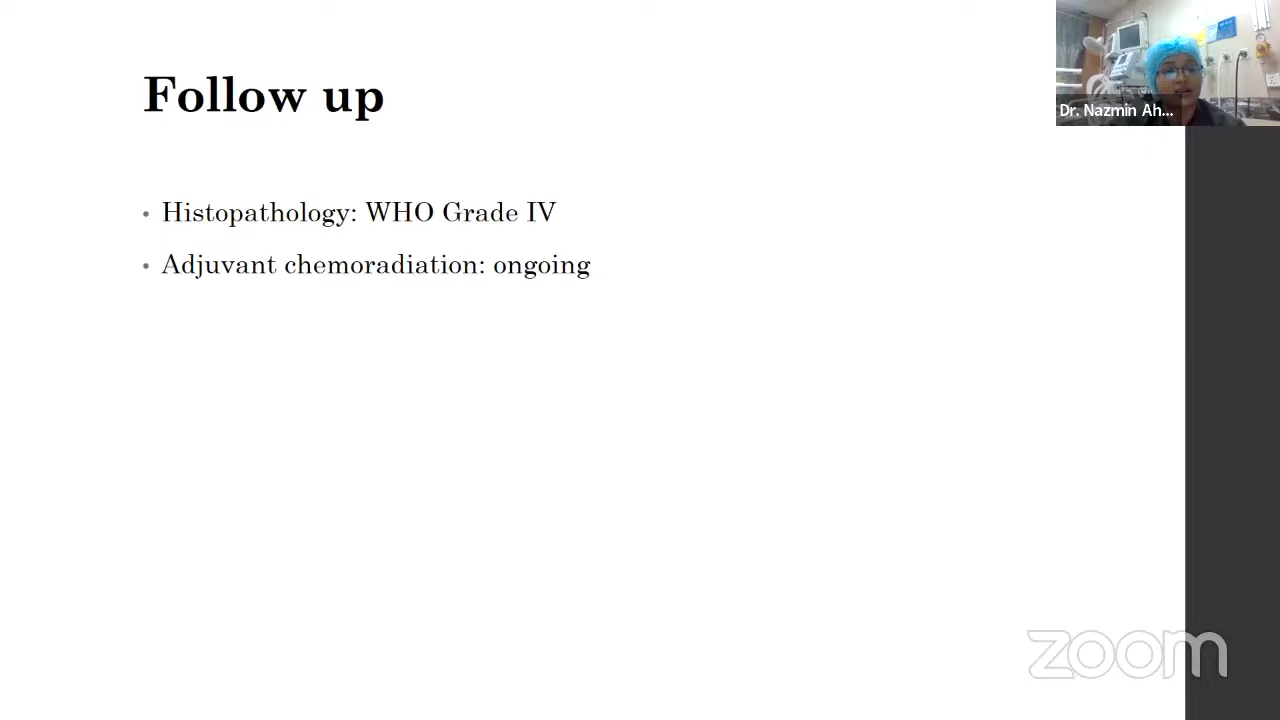 Follow up
Dr. Nazmin Ah...
• Histopathology: WHO Grade IV
• Adjuvant chemoradiation: ongoing
zoom